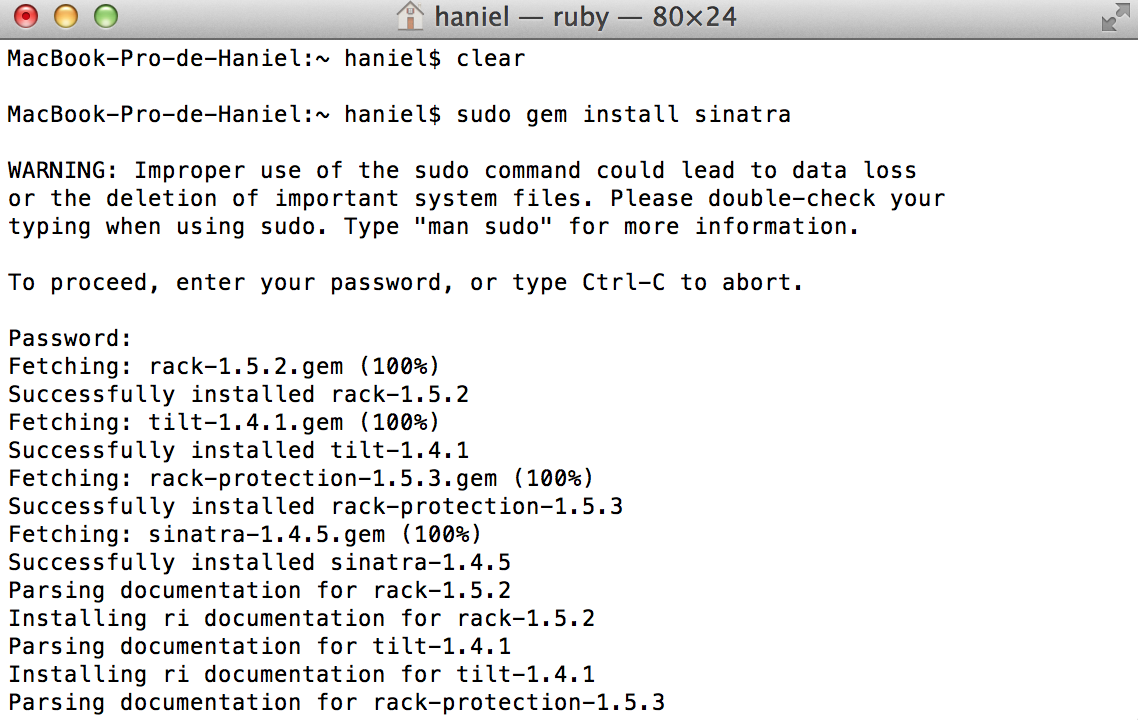 haniel — ruby — 80×24
MacBook-Pro-de-Haniel:~ haniel$ clear
MacBook-Pro-de-Haniel:~ haniel$ sudo gem install sinatra
WARNING: Improper use of the sudo command could lead to data loss
or the deletion of important system files. Please double-check your
typing when using sudo. Type "man sudo" for more information.
To proceed, enter your password, or type Ctrl-C to abort.
Password:
Fetching: rack-1.5.2.gem (100%)
Successfully installed rack-1.5.2
Fetching: tilt-1.4.1.gem (100%)
Successfully installed tilt-1.4.1
Fetching: rack-protection-1.5.3.gem (100%)
Successfully installed rack-protection-1.5.3
Fetching: sinatra-1.4.5.gem (100%)
Successfully installed sinatra-1.4.5
Parsing documentation for rack-1.5.2
Installing ri documentation for rack-1.5.2
Parsing documentation for tilt-1.4.1
Installing ri documentation for tilt-1.4.1
Parsing documentation for rack-protection-1.5.3